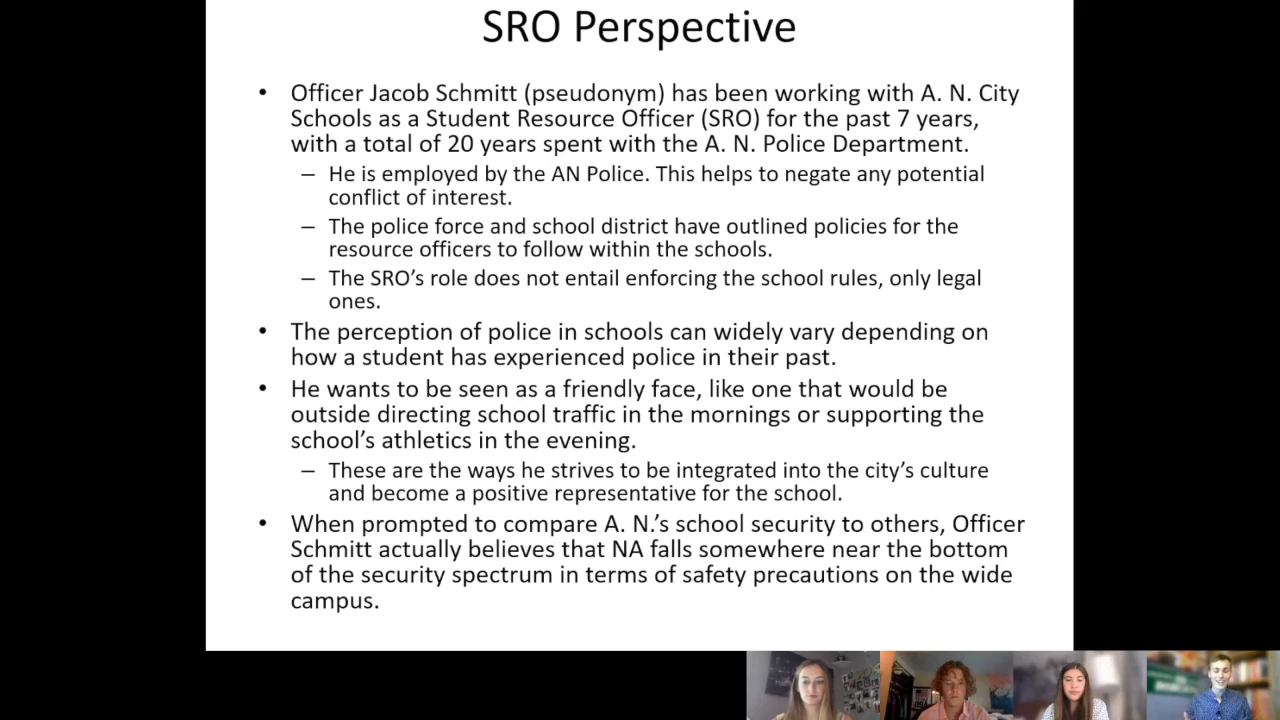 SRO Perspective
• Officer Jacob Schmitt (pseudonym) has been working with A. N. City
Schools as a Student Resource Officer (SRO) for the past 7 years,
with a total of 20 years spent with the A. N. Police Department.
– He is employed by the AN Police. This helps to negate any potential
conflict of interest.
– The police force and school district have outlined policies for the
resource officers to follow within the schools.
– The SRO’s role does not entail enforcing the school rules, only legal
ones.
• The perception of police in schools can widely vary depending on
how a student has experienced police in their past.
• He wants to be seen as a friendly face, like one that would be
outside directing school traffic in the mornings or supporting the
school’s athletics in the evening.
– These are the ways he strives to be integrated into the city’s culture
and become a positive representative for the school.
• When prompted to compare A. N.’s school security to others, Officer
Schmitt actually believes that NA falls somewhere near the bottom
of the security spectrum in terms of safety precautions on the wide
campus.